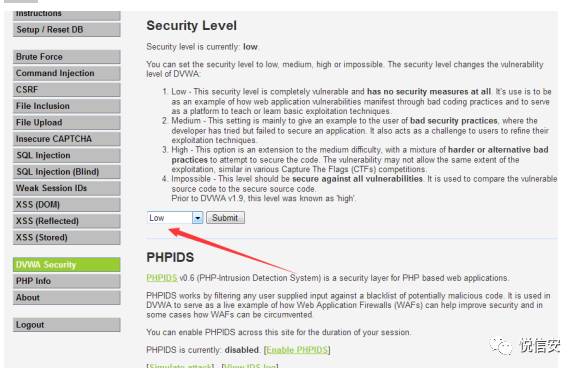 Instructions
Setup / Reset DB
Brute Force
Command Injection
CSRF
File Inclusion
File Upload
Insecure CAPTCHA
SQL Injection
SQL Injection (Blind)
Weak Session IDs
XSS (DOM)
XSS (Reflected)
XSS (Stored)
DVWA Security
PHP Info
About
Logout
Security Level
Security level is currently: low.
You can set the security level to low, medium, high or impossible. The security level changes the vulnerability
level of DVWA:
1. Low - This security level is completely vulnerable and has no security measures at all. It's use is to be
as an example of how web application vulnerabilities manifest through bad coding practices and to serve
as a platform to teach or learn basic exploitation techniques.
2. Medium - This setting is mainly to give an example to the user of bad security practices, where the
developer has tried but failed to secure an application. It also acts as a challenge to users to refine their
exploitation techniques.
3. High - This option is an extension to the medium difficulty, with a mixture of harder or alternative bad
practices to attempt to secure the code. The vulnerability may not allow the same extent of the
exploitation, similar in various Capture The Flags (CTFs) competitions.
4. Impossible - This level should be secure against all vulnerabilities. It is used to compare the vulnerable
source code to the secure source code.
Prior to DVWA v1.9, this level was known as 'high'.
Low
Submit
PHPIDS
PHPIDS v0.6 (PHP-Intrusion Detection System) is a security layer for PHP based web applications.
PHPIDS works by filtering any user supplied input against a blacklist of potentially malicious code. It is used in
DVWA to serve as a live example of how Web Application Firewalls (WAFs) can help improve security and in
some cases how WAFs can be circumvented.
You can enable PHPIDS across this site for the duration of your session.
PHPIDS is currently: disabled. [Enable PHPIDS]
[Simulate attack] - [View IDS log]
悦信安